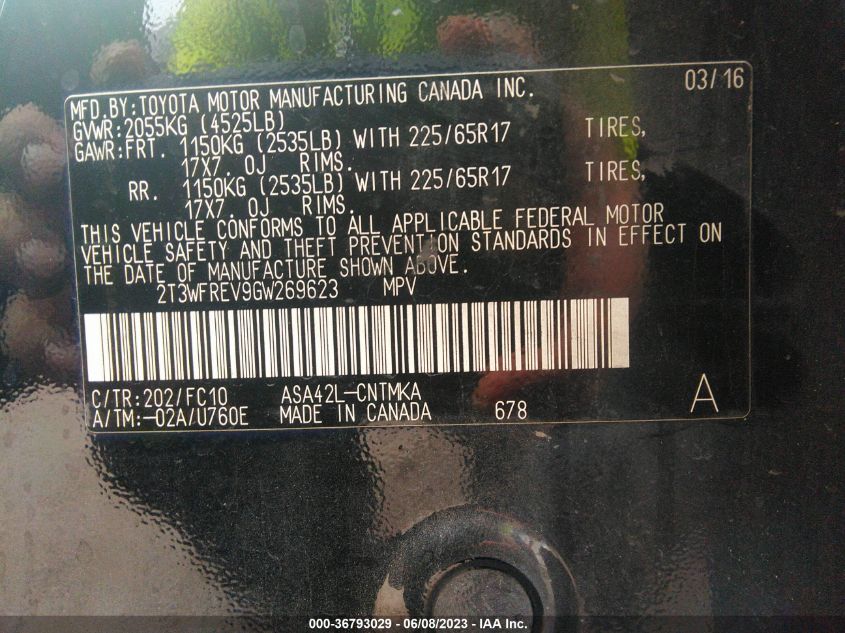 03/16
MFD.BY:TOYOTA MOTOR MANUFACTURING CANADA INC.
GVWR:2055KG (4525LB)
GAWR:FRT. 1150KG (2535LB) WITH 225/65R17 TIRES,
17X7.0J RIMS.
RR. 1150KG (2535LB) WITH 225/65R17 TIRES,
17X7.0J RIMS.
THIS VEHICLE CONFORMS TO ALL APPLICABLE FEDERAL MOTOR
VEHICLE SAFETY AND THEFT PREVENTION STANDARDS IN EFFECT ON
THE DATE OF MANUFACTURE SHOWN ABOVE.
2T3WFREV9GW269623 MPV
C/TR:202/FC10 ASA42L-CNTMKA
A/TM:-02A/U760E MADE IN CANADA 678 A
000-36793029 - 06/08/2023 - IAA Inc.